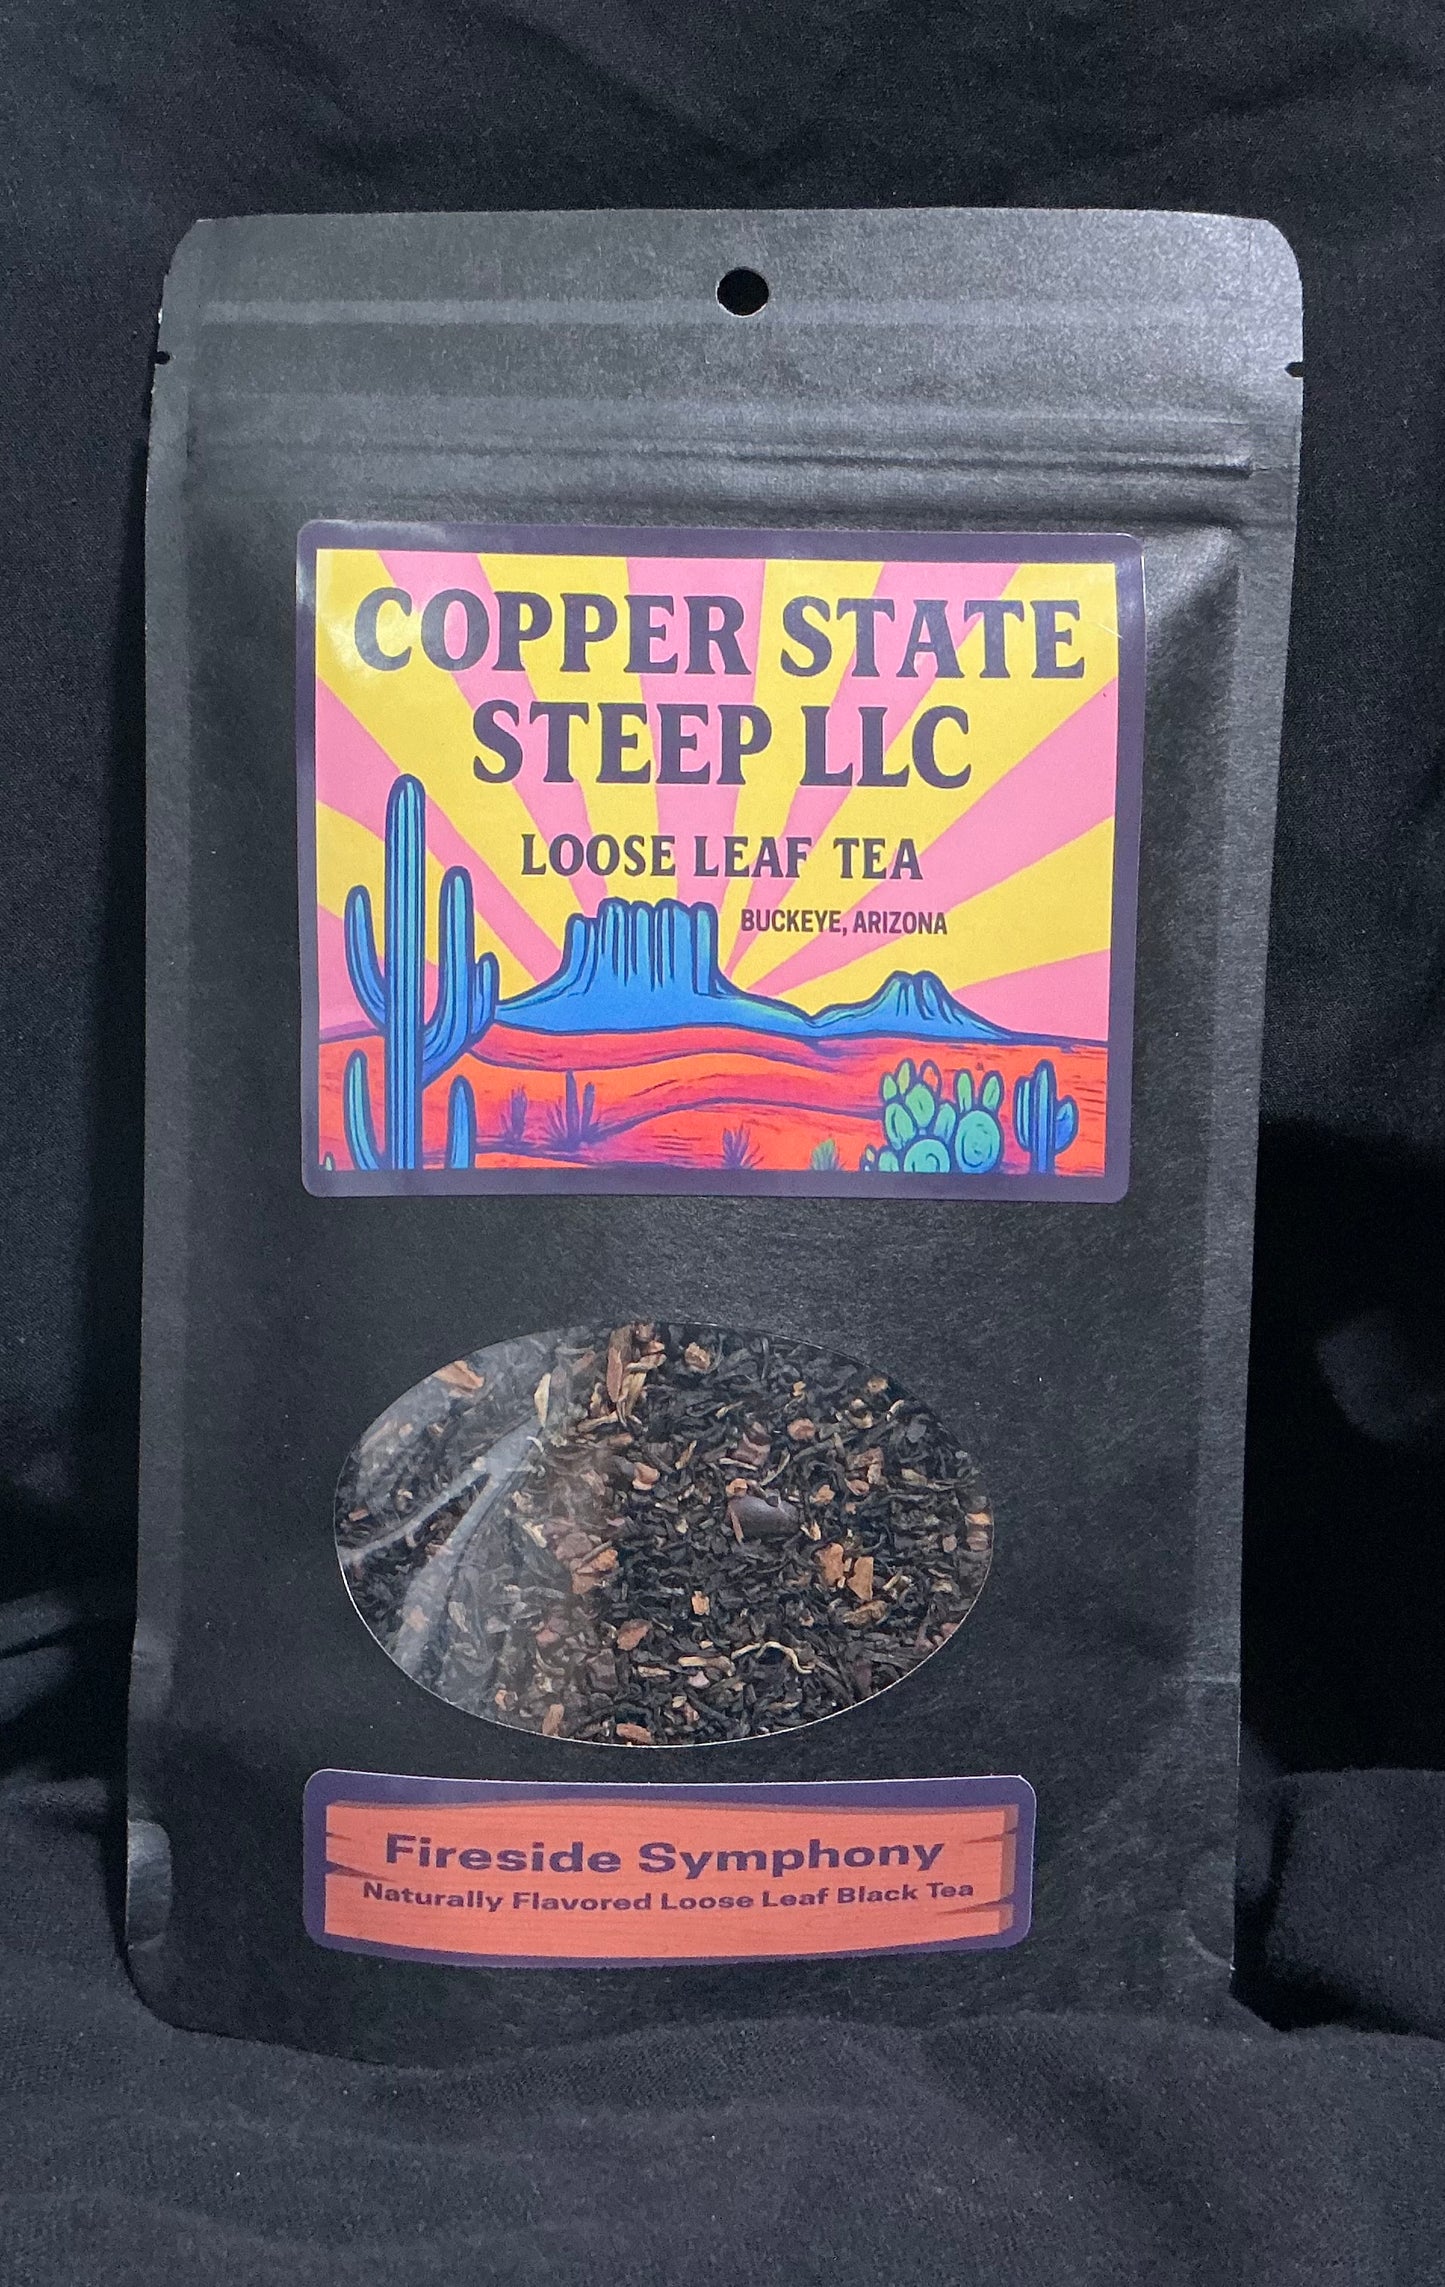 COPPER STATE
STEEP LLC
LOOSE LEAF TEA
BUCKEYE, ARIZONA
Fireside Symphony
Naturally Flavored Loose Leaf Black Tea